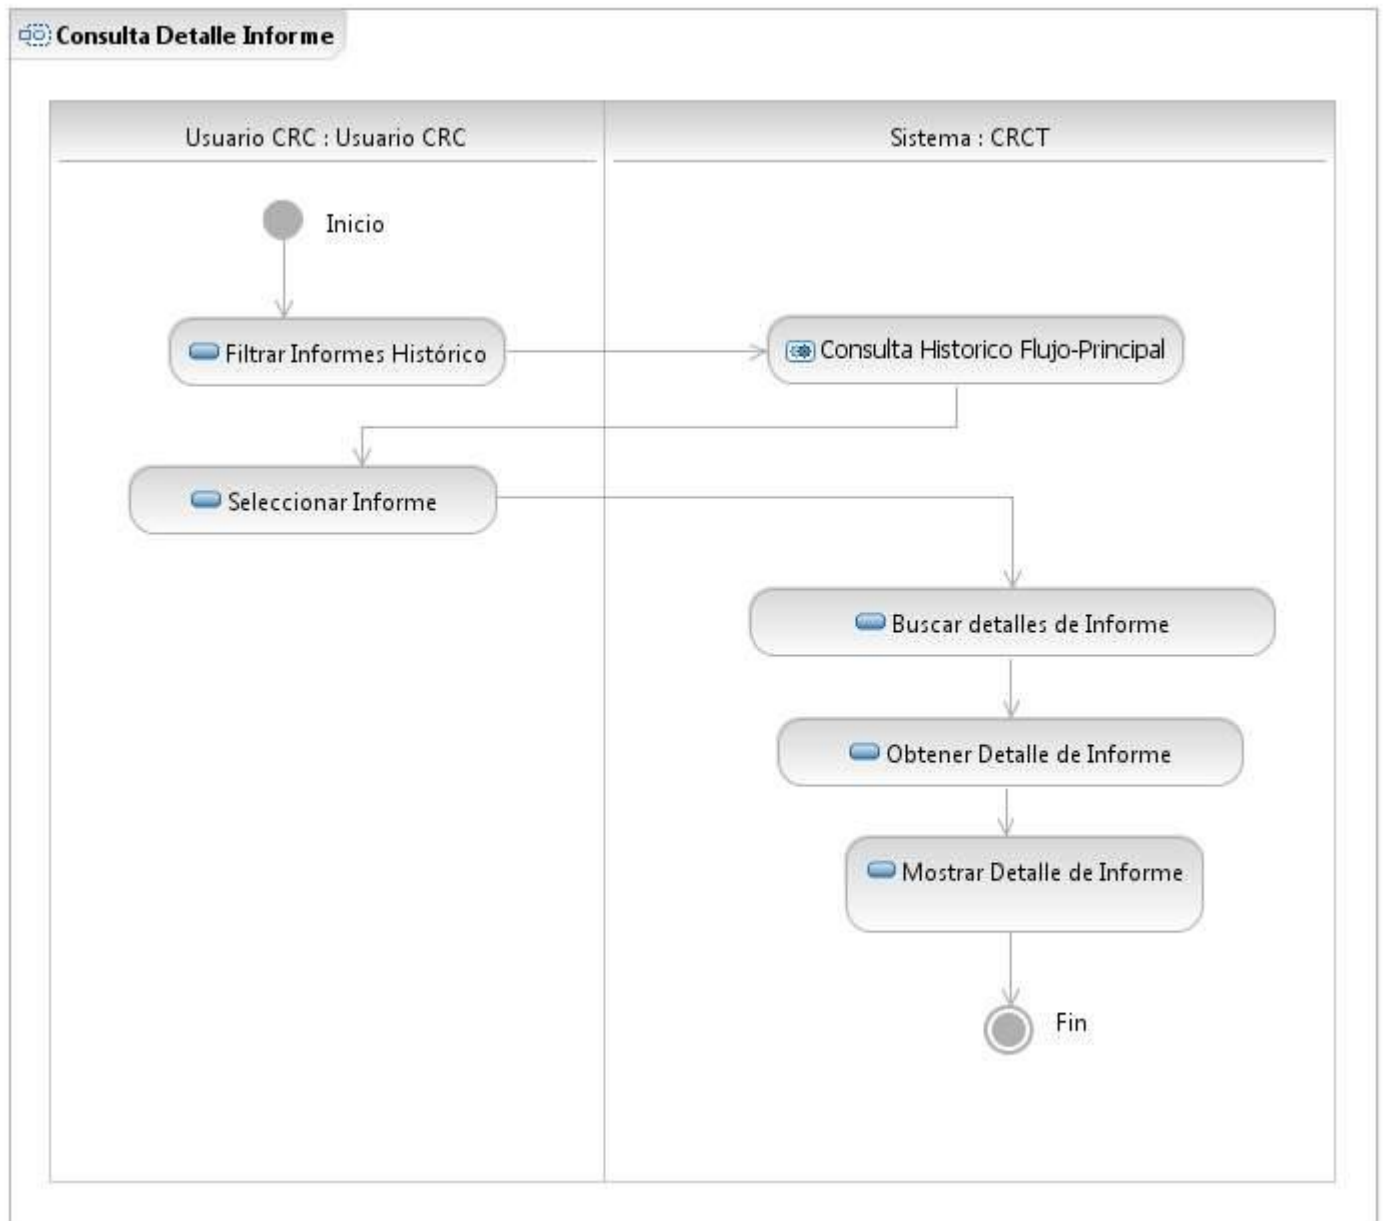 Consulta Detalle Informe
Usuario CRC : Usuario CRC
Sistema : CRCT
Inicio
Filtrar Informes Histórico
Consulta Historico Flujo-Principal
Seleccionar Informe
Buscar detalles de Informe
Obtener Detalle de Informe
Mostrar Detalle de Informe
Fin